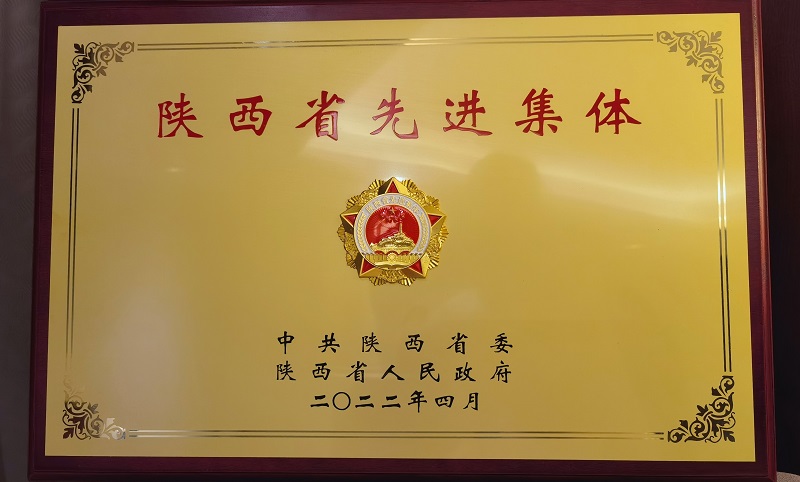 陕西省先进集体
中共陕西省委
陕西省人民政府
二〇二二年四月